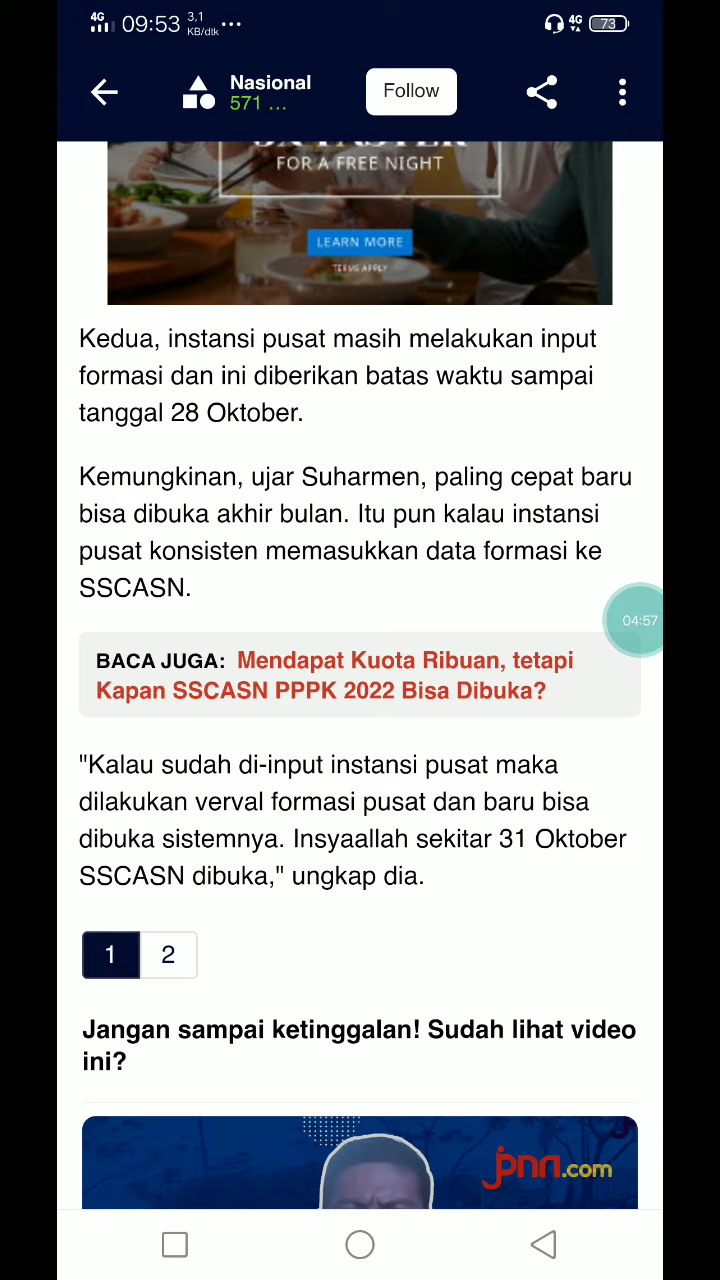 4G 09:53 3,1 KB/dtk ... 4G 73
Nasional
571 ...
Follow
FOR A FREE NIGHT
LEARN MORE
TERMS APPLY
Kedua, instansi pusat masih melakukan input
formasi dan ini diberikan batas waktu sampai
tanggal 28 Oktober.
Kemungkinan, ujar Suharmen, paling cepat baru
bisa dibuka akhir bulan. Itu pun kalau instansi
pusat konsisten memasukkan data formasi ke
SSCASN.
04:57
BACA JUGA: Mendapat Kuota Ribuan, tetapi
Kapan SSCASN PPPK 2022 Bisa Dibuka?
"Kalau sudah di-input instansi pusat maka
dilakukan verval formasi pusat dan baru bisa
dibuka sistemnya. Insyaallah sekitar 31 Oktober
SSCASN dibuka," ungkap dia.
1 2
Jangan sampai ketinggalan! Sudah lihat video
ini?
jpnn.com